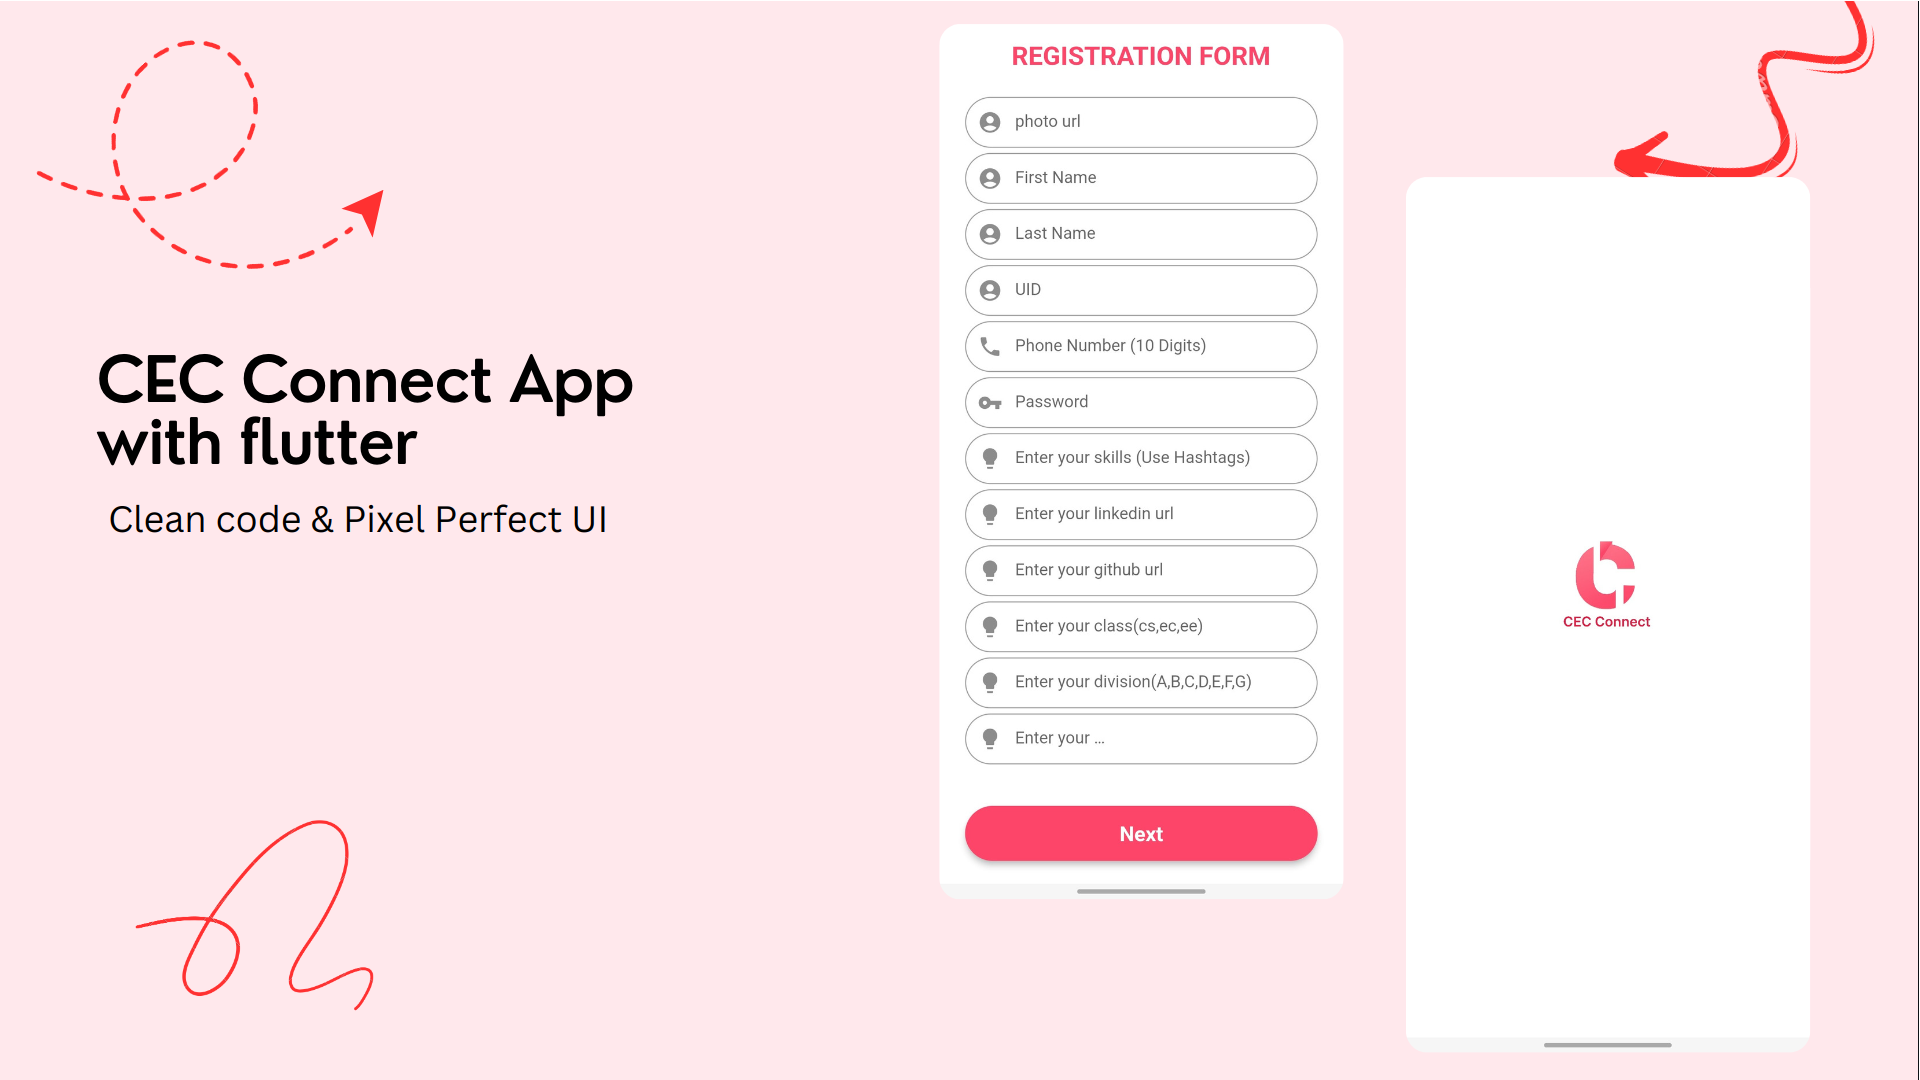 CEC Connect App
with flutter
Clean code & Pixel Perfect UI
REGISTRATION FORM
photo url
First Name
Last Name
UID
Phone Number (10 Digits)
Password
Enter your skills (Use Hashtags)
Enter your linkedin url
Enter your github url
Enter your class(cs,ec,ee)
Enter your division(A,B,C,D,E,F,G)
Enter your ...
Next
CEC Connect